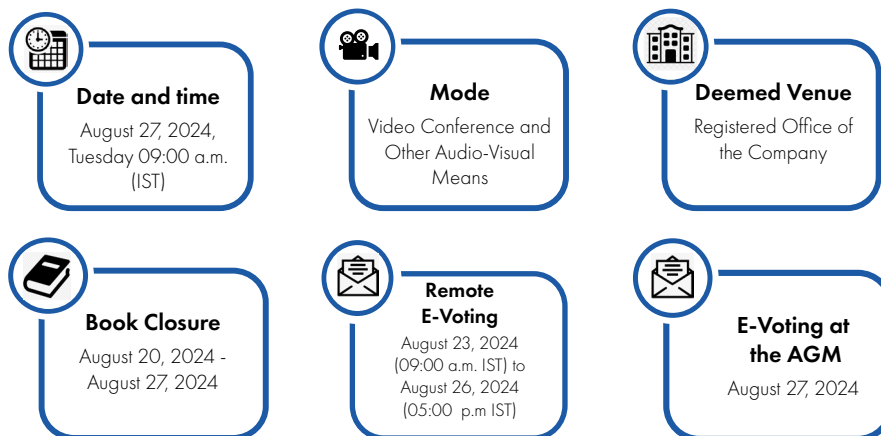 Date and time
August 27, 2024,
Tuesday 09:00 a.m.
(IST)
Mode
Video Conference and
Other Audio-Visual
Means
Deemed Venue
Registered Office of
the Company
Book Closure
August 20, 2024 -
August 27, 2024
Remote
E-Voting
August 23, 2024
(09:00 a.m. IST) to
August 26, 2024
(05:00 p.m IST)
E-Voting at
the AGM
August 27, 2024